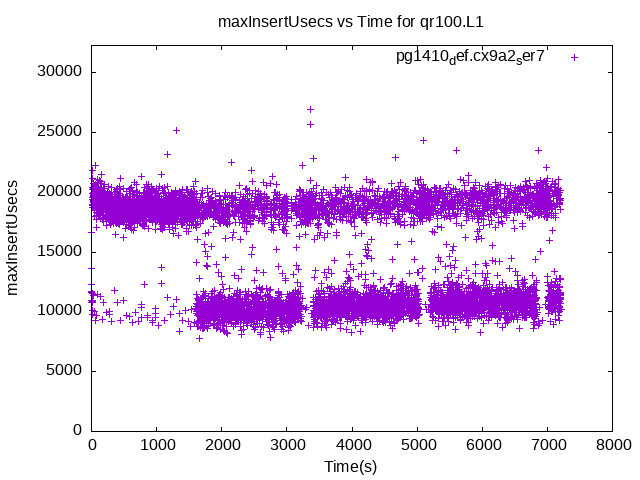 maxInsertUsecs vs Time for qr100.L1
pg1410def.cx9a2ser7
30000
25000
20000
15000
10000
5000
0
maxInsertUsecs
0 1000 2000 3000 4000 5000 6000 7000 8000
Time(s)